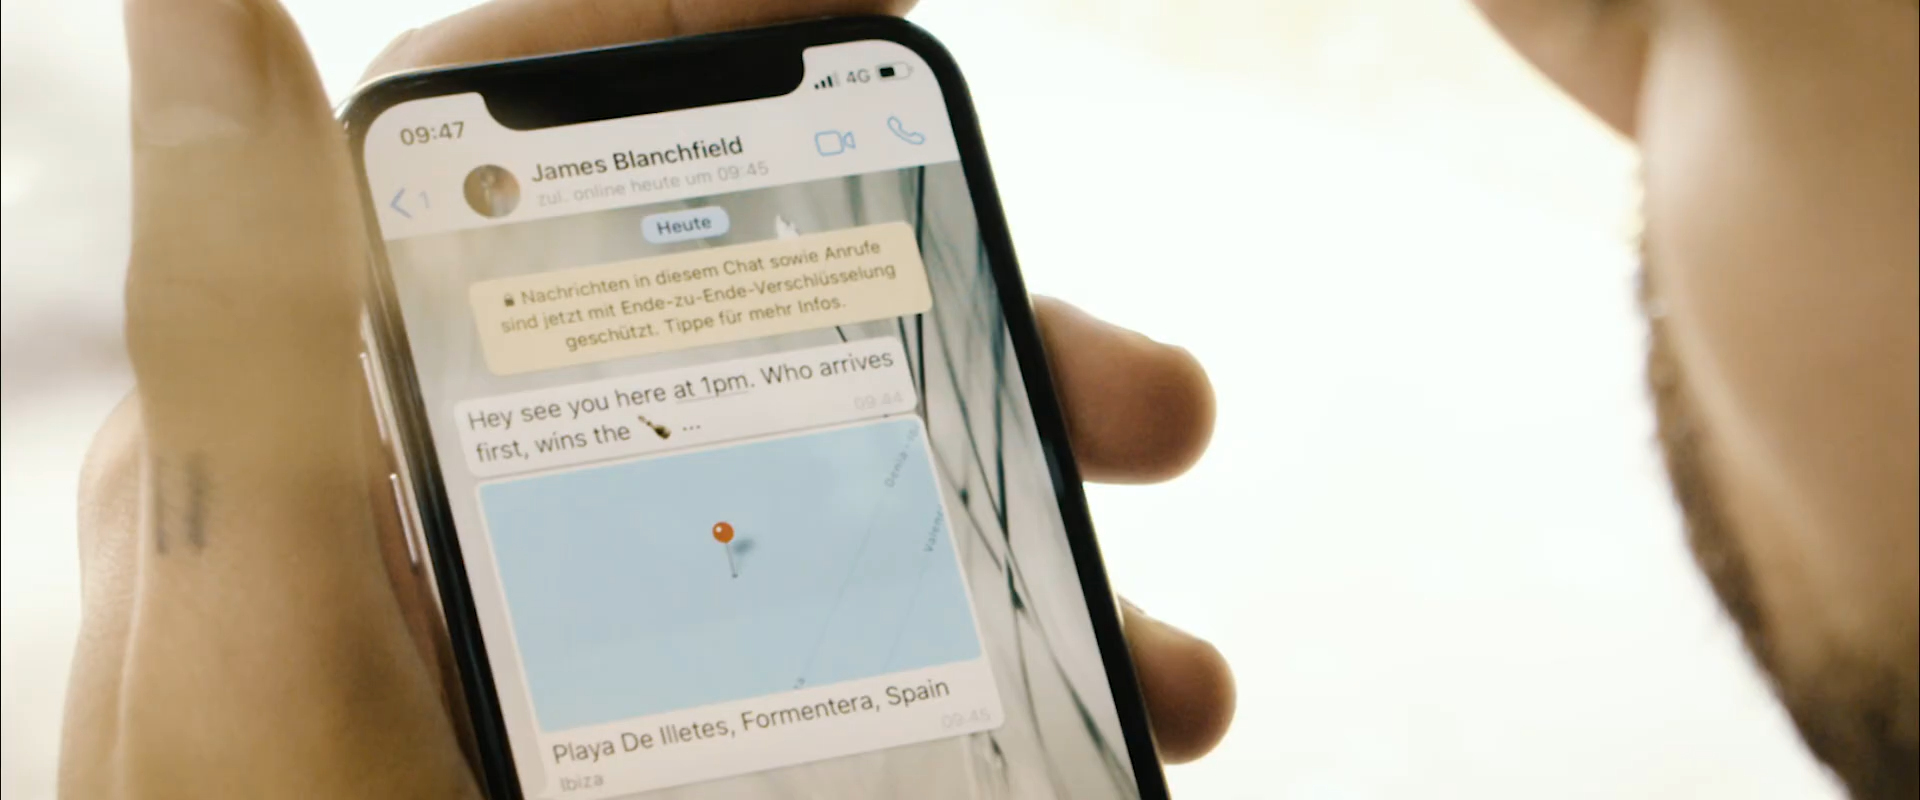 09:47
4G
1
James Blanchfield
zul. online heute um 09:45
Heute
Nachrichten in diesem Chat sowie Anrufe
sind jetzt mit Ende-zu-Ende-Verschlüsselung
geschützt. Tippe für mehr Infos.
Hey see you here at 1pm. Who arrives
first, wins the ...
09:44
Playa De Illetes, Formentera, Spain
09:45
Ibiza